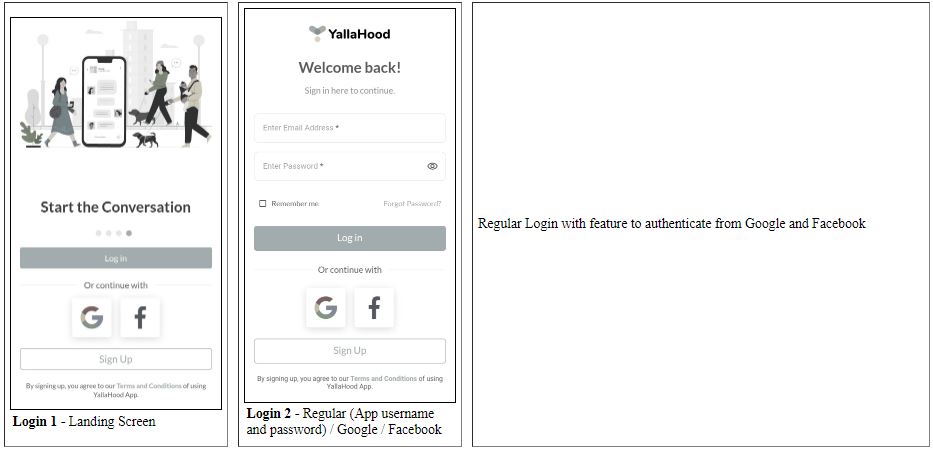 Start the Conversation
Log in
Or continue with
G f
Sign Up
By signing up, you agree to our Terms and Conditions of using
YallaHood App.
Login 1 - Landing Screen
YallaHood
Welcome back!
Sign in here to continue.
Enter Email Address *
Enter Password *
Remember me Forgot Password?
Log in
Or continue with
G f
Sign Up
By signing up, you agree to our Terms and Conditions of using
YallaHood App.
Login 2 - Regular (App username
and password) / Google / Facebook
Regular Login with feature to authenticate from Google and Facebook